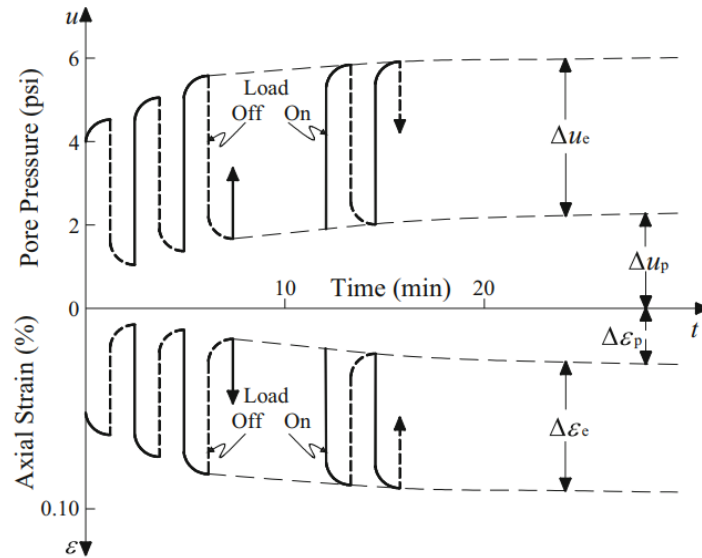 u
Pore Pressure (psi)
6
4
2
0
Load
Off On
Δuₑ
Δuₚ
10 Time (min) 20
t
Axial Strain (%)
0.10
ε
Load
Off On
Δεₚ
Δεₑ